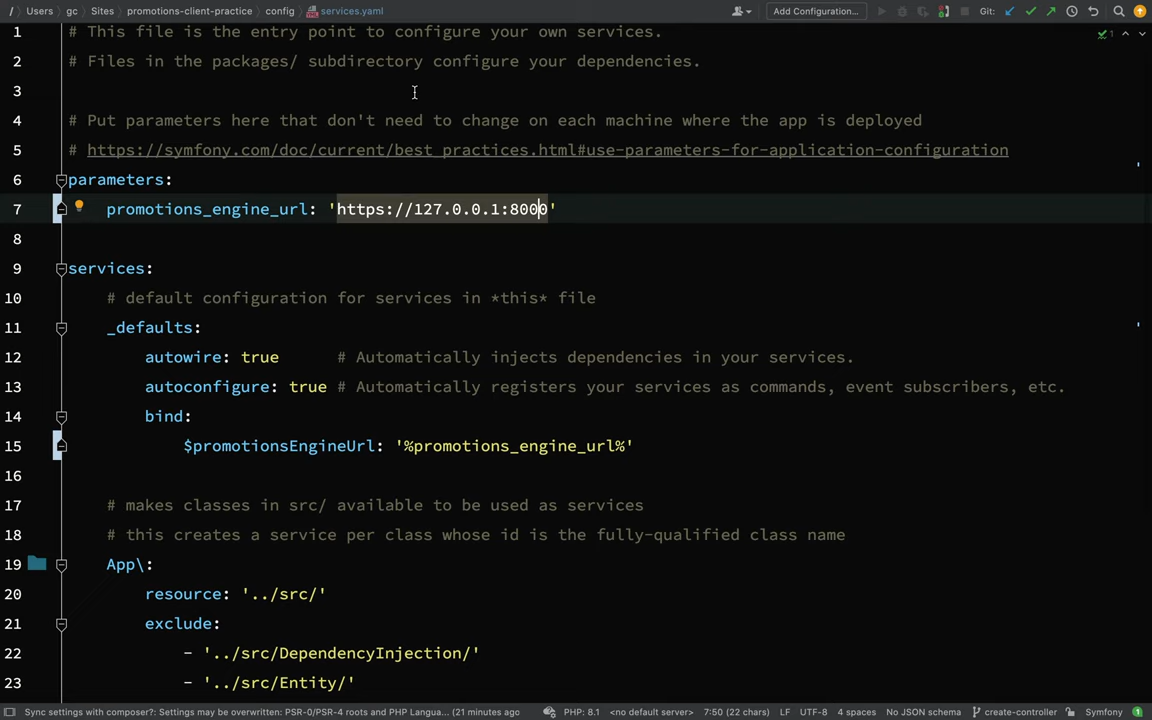 / Users gc Sites promotions-client-practice config services.yaml Add Configuration... Git:
1 # This file is the entry point to configure your own services.
2 # Files in the packages/ subdirectory configure your dependencies.
3
4 # Put parameters here that don't need to change on each machine where the app is deployed
5 # https://symfony.com/doc/current/best_practices.html#use-parameters-for-application-configuration
6 parameters:
7 promotions_engine_url: 'https://127.0.0.1:8000'
8
9 services:
10 # default configuration for services in *this* file
11 _defaults:
12 autowire: true # Automatically injects dependencies in your services.
13 autoconfigure: true # Automatically registers your services as commands, event subscribers, etc.
14 bind:
15 $promotionsEngineUrl: '%promotions_engine_url%'
16
17 # makes classes in src/ available to be used as services
18 # this creates a service per class whose id is the fully-qualified class name
19 App\:
20 resource: '../src/'
21 exclude:
22 - '../src/DependencyInjection/'
23 - '../src/Entity/'
Sync settings with composer?: Settings may be overwritten: PSR-0/PSR-4 roots and PHP Langua... (21 minutes ago PHP: 8.1 <no default server> 7:50 (22 chars) LF UTF-8 4 spaces No JSON schema create-controller Symfony 1